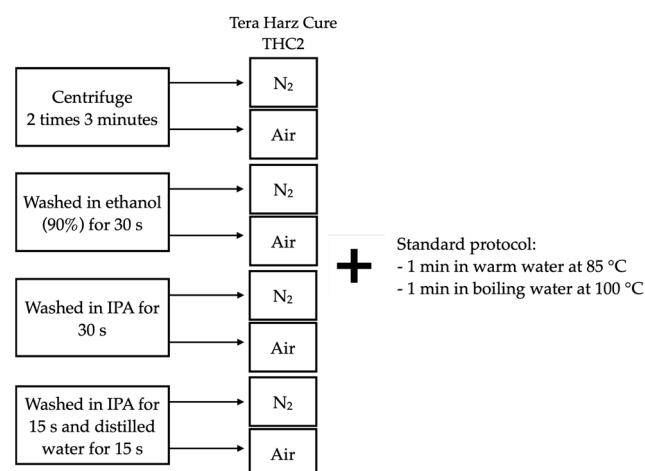 Tera Harz Cure
THC2
Centrifuge
2 times 3 minutes
N₂
Air
Washed in ethanol
(90%) for 30 s
N₂
Air
Washed in IPA for
30 s
N₂
Air
Washed in IPA for
15 s and distilled
water for 15 s
N₂
Air
+
Standard protocol:
- 1 min in warm water at 85 °C
- 1 min in boiling water at 100 °C